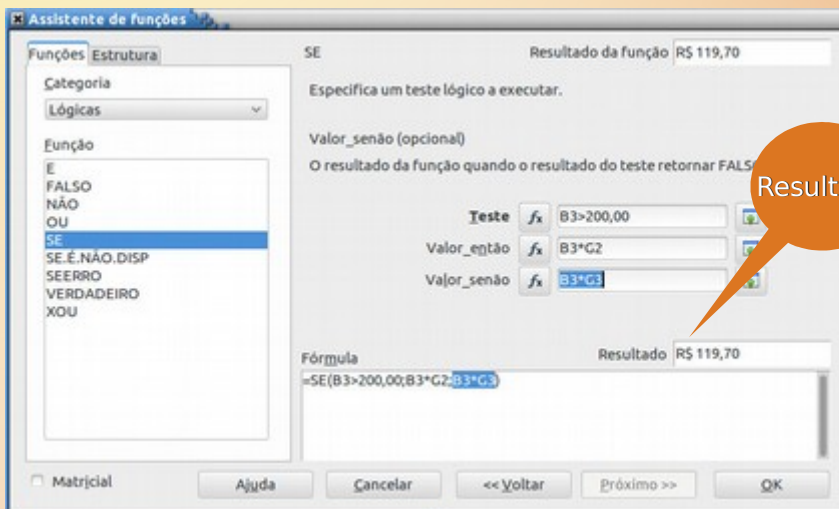 Assistente de funções
Funções Estrutura
Categoria
Lógicas
Função
E
FALSO
NÃO
OU
SE
SE.É.NÃO.DISP
SEERRO
VERDADEIRO
XOU
Matricial
SE
Resultado da função R$ 119,70
Especifica um teste lógico a executar.
Valor_senão (opcional)
O resultado da função quando o resultado do teste retornar
Teste fx B3>200,00
Valor_então fx B3*G2
Valor_senão fx B3*G3
Fórmula
Resultado R$ 119,70
=SE(B3>200,00;B3*G2;B3*G3)
Ajuda
Cancelar
<< Voltar
Próximo >>
OK